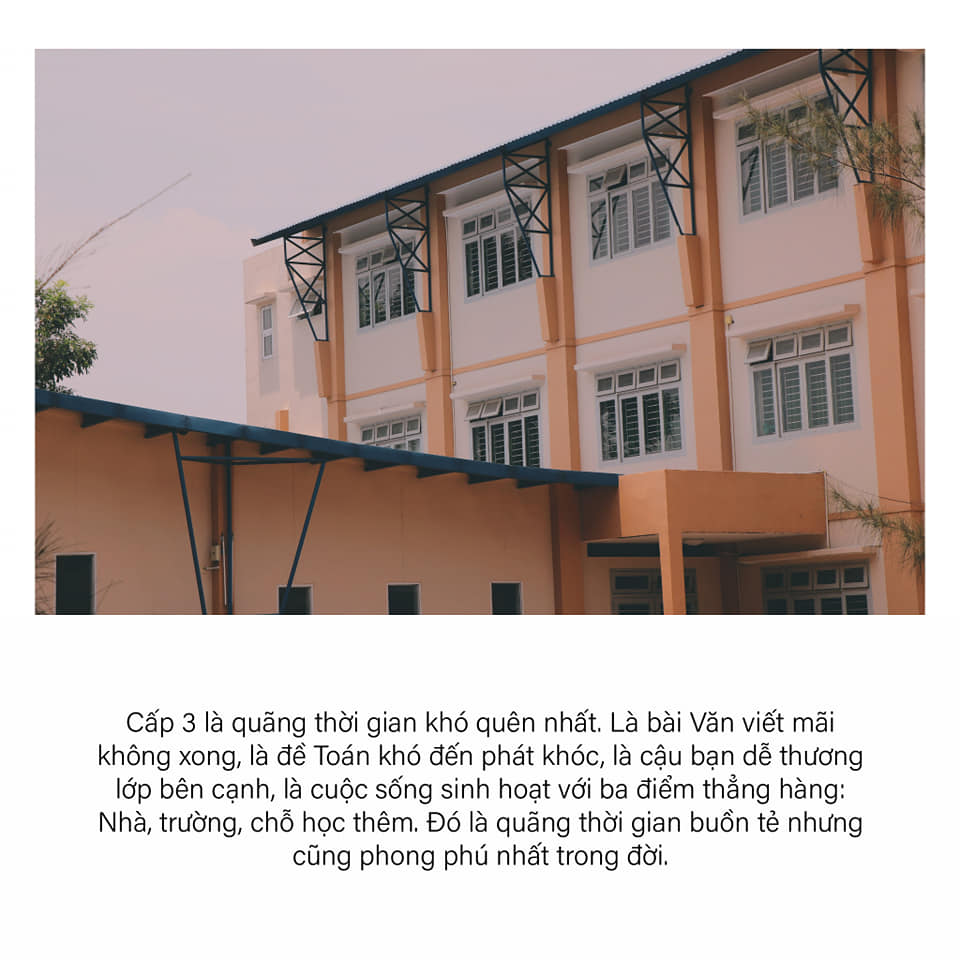 Cấp 3 là quãng thời gian khó quên nhất. Là bài Văn viết mãi
không xong, là đề Toán khó đến phát khóc, là cậu bạn dễ thương
lớp bên cạnh, là cuộc sống sinh hoạt với ba điểm thẳng hàng:
Nhà, trường, chỗ học thêm. Đó là quãng thời gian buồn tẻ nhưng
cũng phong phú nhất trong đời.